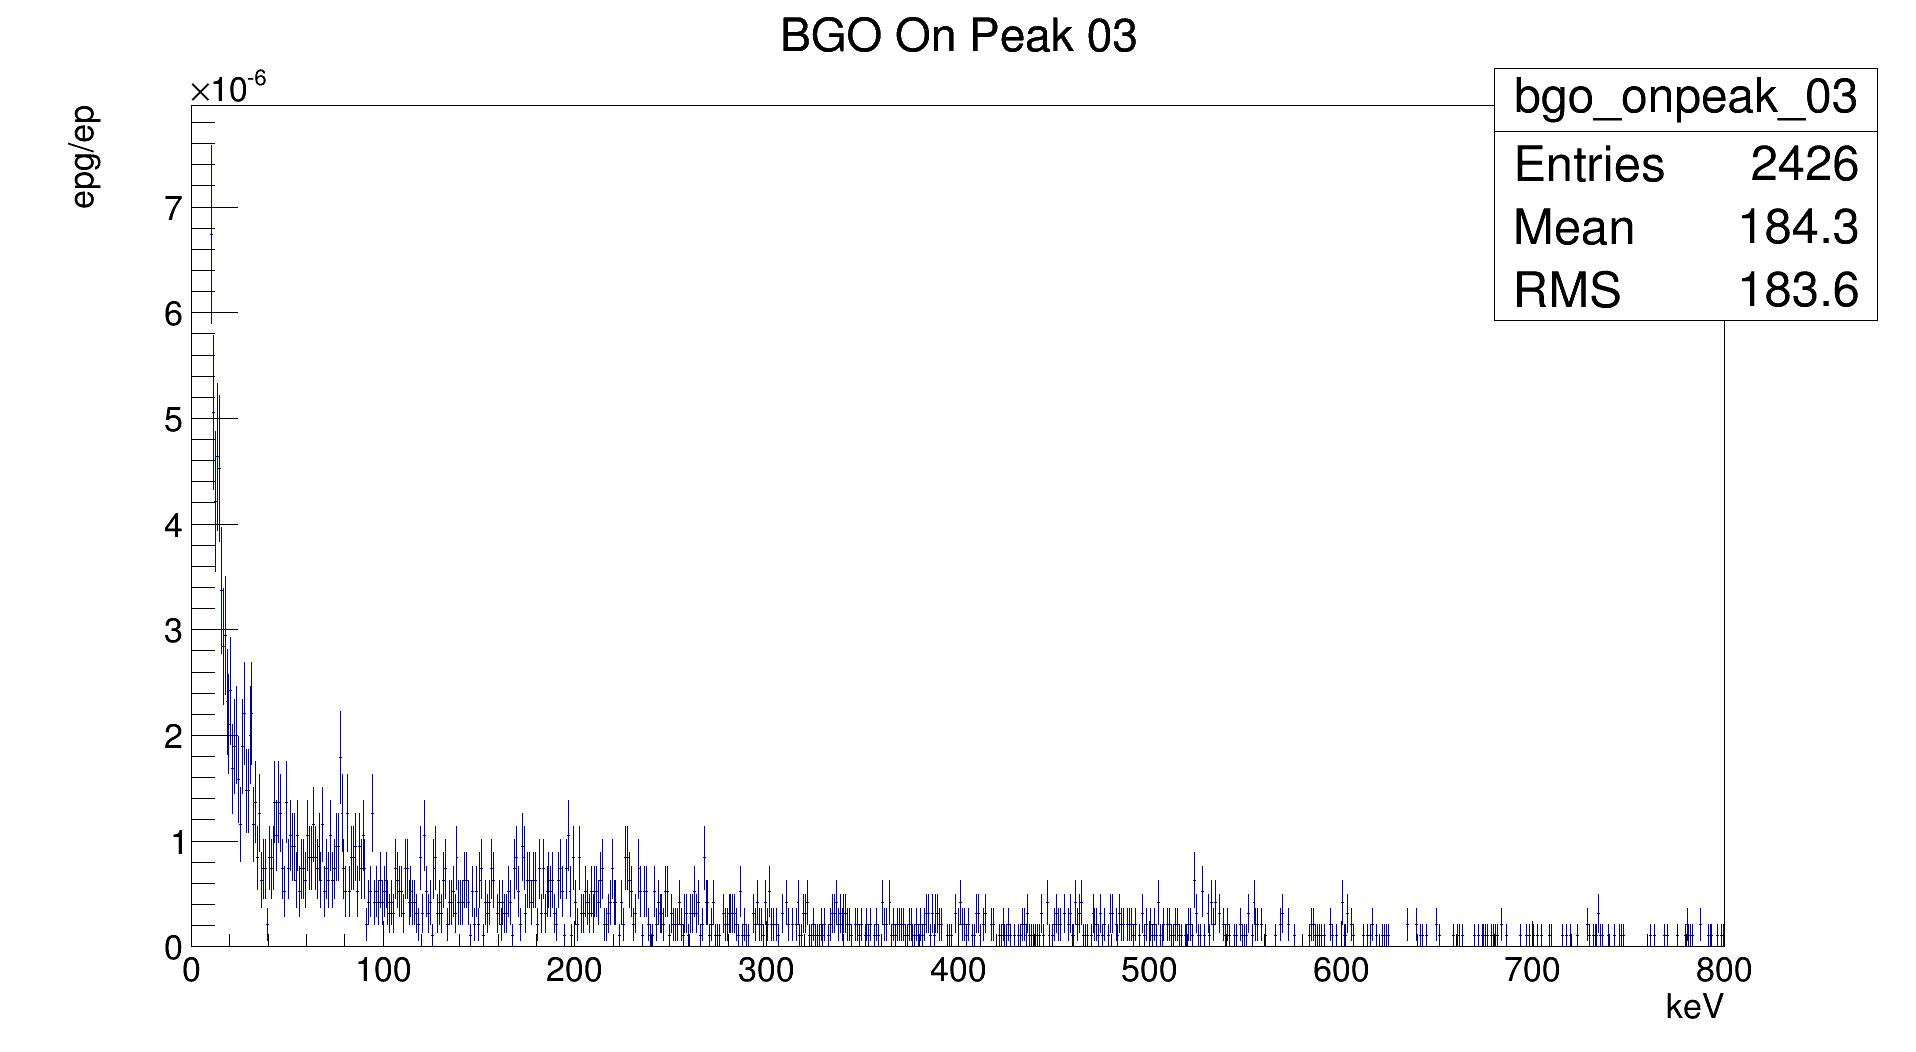 BGO On Peak 03
×10-6
epg/ep
bgo_onpeak_03
Entries 2426
Mean 184.3
RMS 183.6
7
6
5
4
3
2
1
0
0 100 200 300 400 500 600 700 800
keV